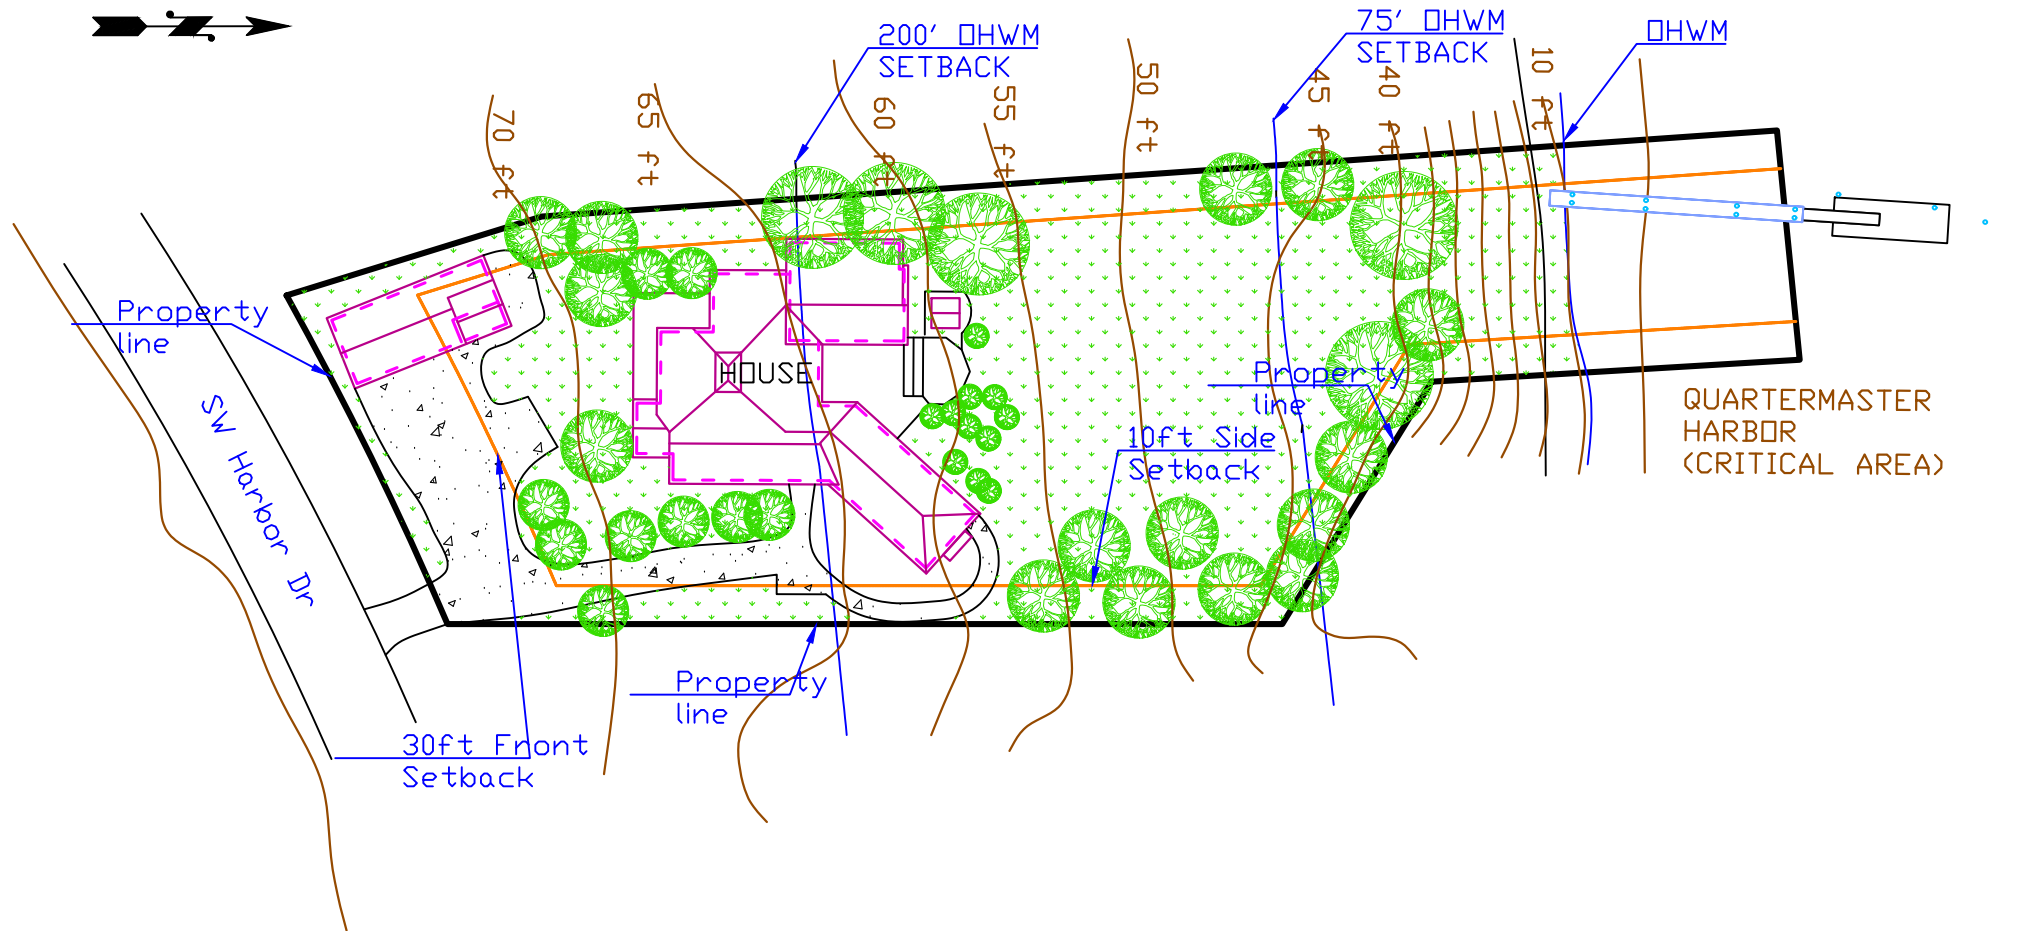 200' OHWM
SETBACK
75' OHWM
SETBACK
OHWM
70 ft
65 ft
60 ft
55 ft
50 ft
45 ft
40 ft
10 ft
Property
line
SW Harbor Dr
HOUSE
Property
line
10ft Side
Setback
QUARTERMASTER
HARBOR
(CRITICAL AREA)
Property
line
30ft Front
Setback